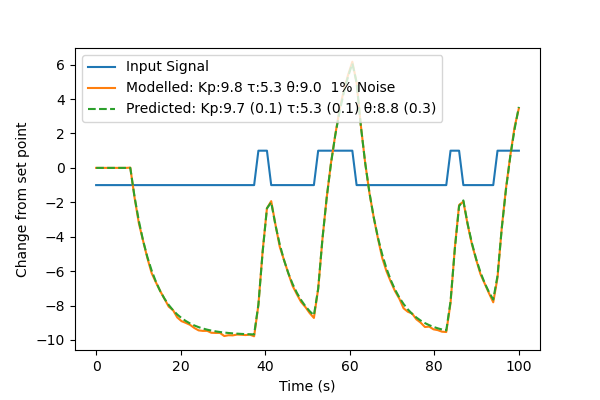 Input Signal
Modelled: Kp:9.8 τ:5.3 θ:9.0  1% Noise
Predicted: Kp:9.7 (0.1) τ:5.3 (0.1) θ:8.8 (0.3)
6
4
2
0
−2
−4
−6
−8
−10
Change from set point
0 20 40 60 80 100
Time (s)